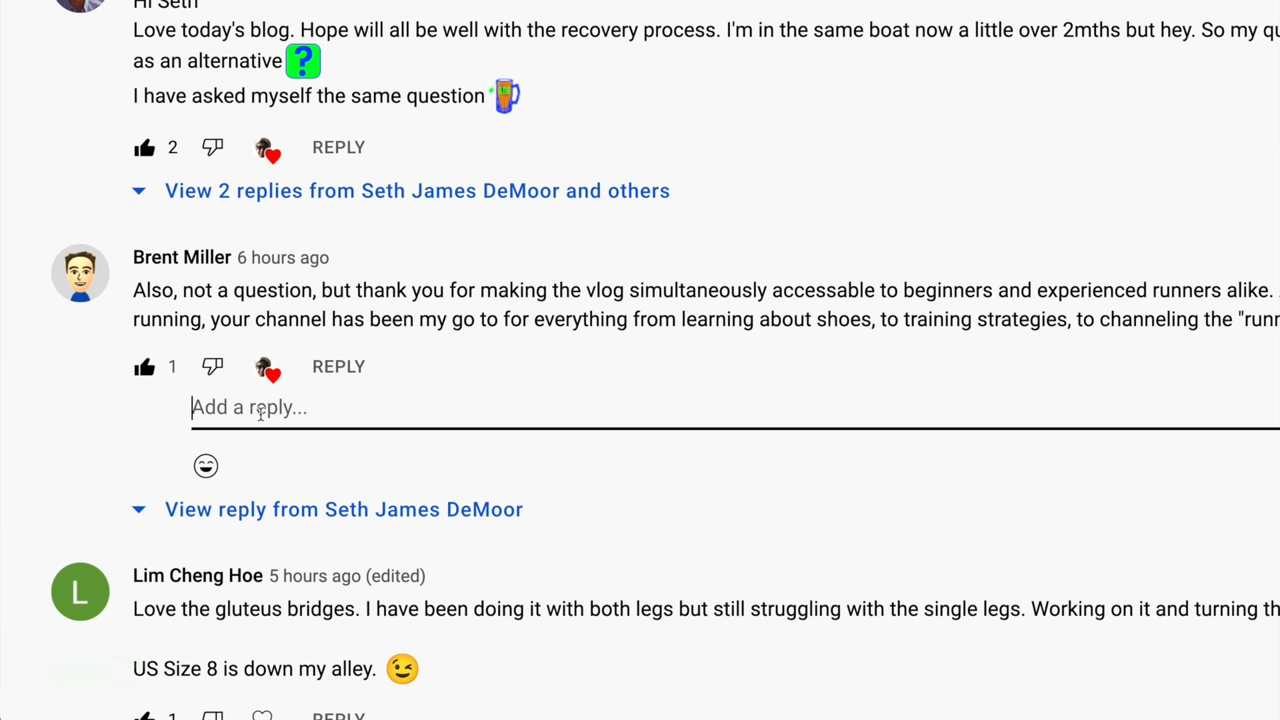 Hi Seth
Love today's blog. Hope will all be well with the recovery process. I'm in the same boat now a little over 2mths but hey. So my
as an alternative ?
I have asked myself the same question
2 REPLY
View 2 replies from Seth James DeMoor and others
Brent Miller 6 hours ago
Also, not a question, but thank you for making the vlog simultaneously accessable to beginners and experienced runners alike.
running, your channel has been my go to for everything from learning about shoes, to training strategies, to channeling the "runn
1 REPLY
Add a reply...
View reply from Seth James DeMoor
L
Lim Cheng Hoe 5 hours ago (edited)
Love the gluteus bridges. I have been doing it with both legs but still struggling with the single legs. Working on it and turning th
US Size 8 is down my alley. 😉
1 REPLY